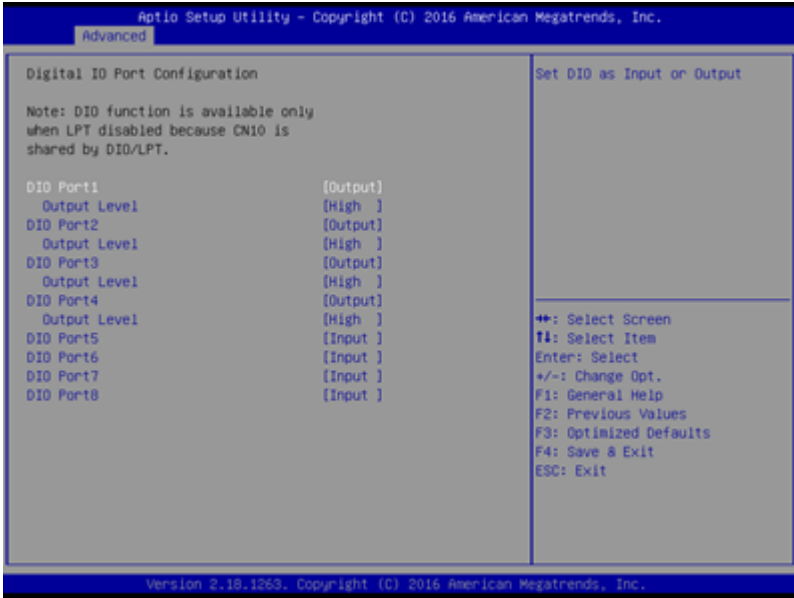 Aptio Setup Utility – Copyright (C) 2016 American Megatrends, Inc.
Advanced
Digital IO Port Configuration
Note: DIO function is available only
when LPT disabled because CN10 is
shared by DIO/LPT.
DIO Port1 [Output]
Output Level [High ]
DIO Port2 [Output]
Output Level [High ]
DIO Port3 [Output]
Output Level [High ]
DIO Port4 [Output]
Output Level [High ]
DIO Port5 [Input ]
DIO Port6 [Input ]
DIO Port7 [Input ]
DIO Port8 [Input ]
Set DIO as Input or Output
→←: Select Screen
↑↓: Select Item
Enter: Select
+/-: Change Opt.
F1: General Help
F2: Previous Values
F3: Optimized Defaults
F4: Save & Exit
ESC: Exit
Version 2.18.1263. Copyright (C) 2016 American Megatrends, Inc.